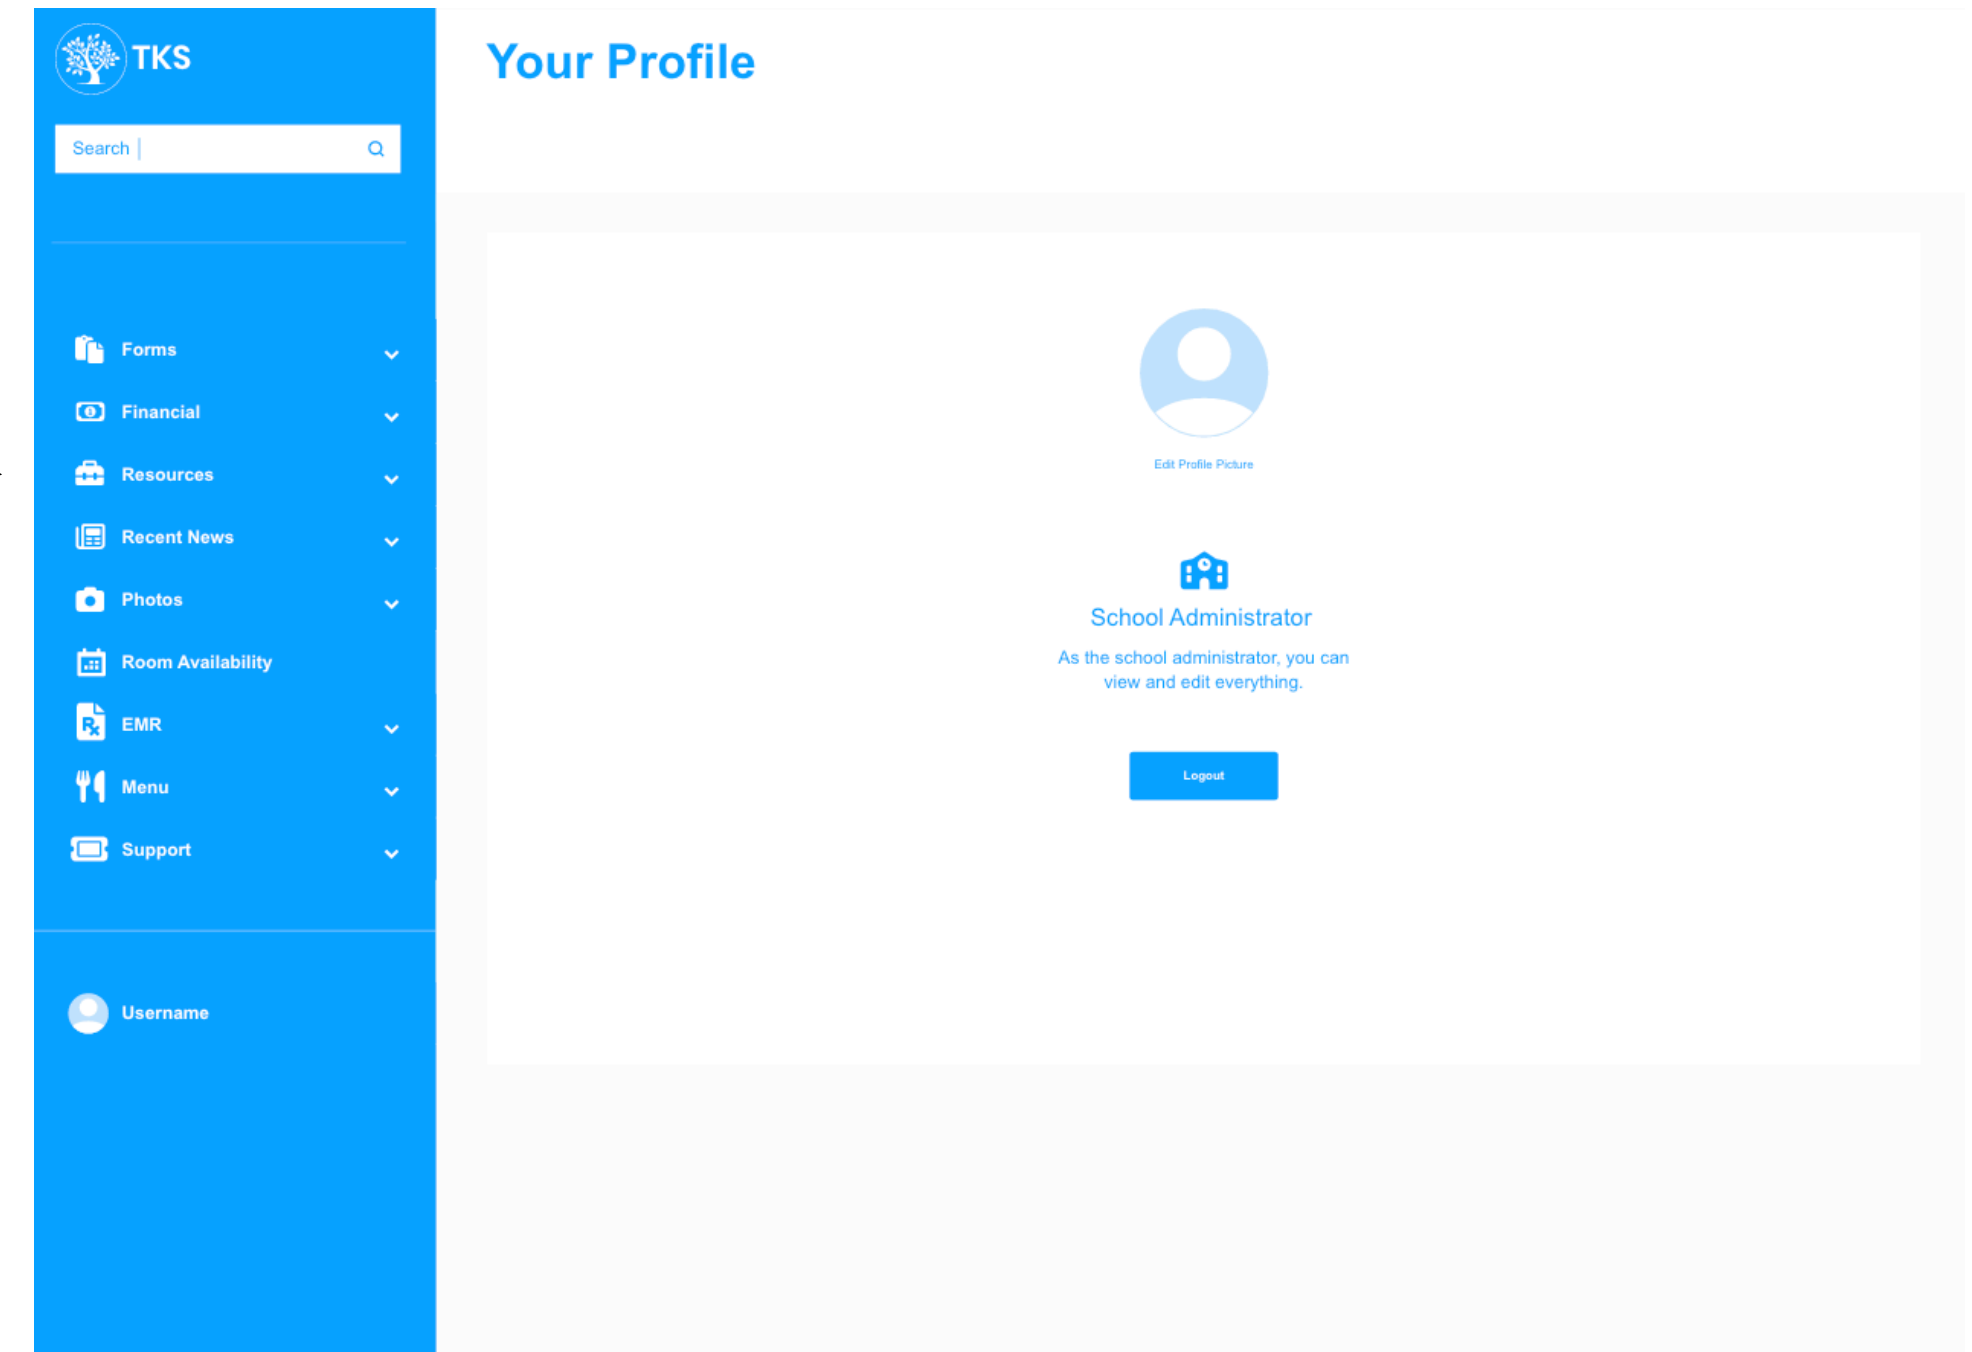 TKS
Search
Forms
Financial
Resources
Recent News
Photos
Room Availability
EMR
Menu
Support
Username
Your Profile
Edit Profile Picture
School Administrator
As the school administrator, you can
view and edit everything.
Logout